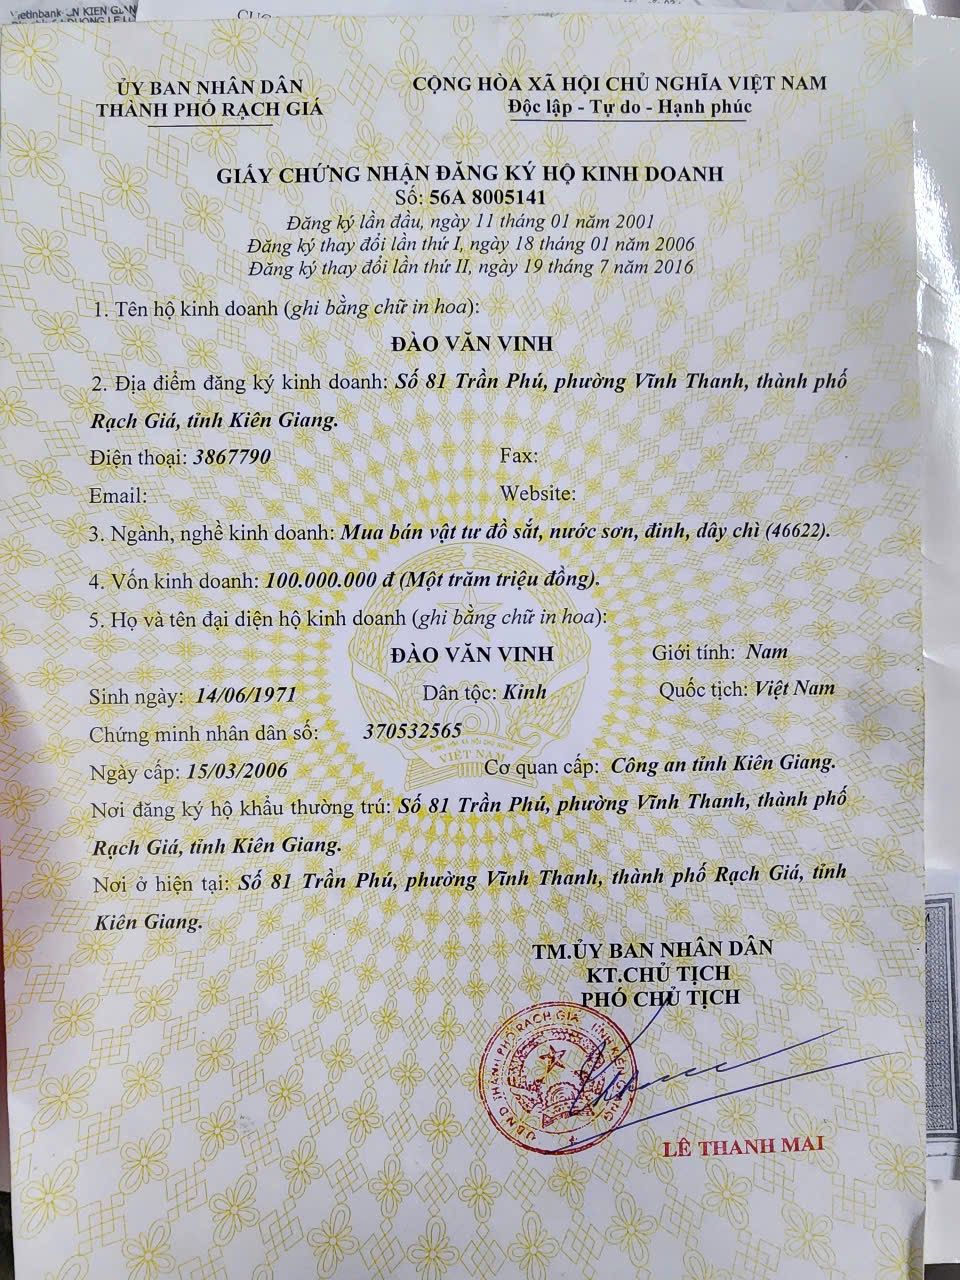 CUC
ỦY BAN NHÂN DÂN
THÀNH PHỐ RẠCH GIÁ
CỘNG HÒA XÃ HỘI CHỦ NGHĨA VIỆT NAM
Độc lập - Tự do - Hạnh phúc
GIẤY CHỨNG NHẬN ĐĂNG KÝ HỘ KINH DOANH
Số: 56A 8005141
Đăng ký lần đầu, ngày 11 tháng 01 năm 2001
Đăng ký thay đổi lần thứ I, ngày 18 tháng 01 năm 2006
Đăng ký thay đổi lần thứ II, ngày 19 tháng 7 năm 2016
1. Tên hộ kinh doanh (ghi bằng chữ in hoa):
ĐÀO VĂN VINH
2. Địa điểm đăng ký kinh doanh: Số 81 Trần Phú, phường Vĩnh Thanh, thành phố
Rạch Giá, tỉnh Kiên Giang.
Điện thoại: 3867790 Fax:
Email: Website:
3. Ngành, nghề kinh doanh: Mua bán vật tư đồ sắt, nước sơn, đinh, dây chì (46622).
4. Vốn kinh doanh: 100.000.000 đ (Một trăm triệu đồng).
5. Họ và tên đại diện hộ kinh doanh (ghi bằng chữ in hoa):
ĐÀO VĂN VINH Giới tính: Nam
Sinh ngày: 14/06/1971 Dân tộc: Kinh Quốc tịch: Việt Nam
Chứng minh nhân dân số: 370532565
VIỆT NAM
Ngày cấp: 15/03/2006 Cơ quan cấp: Công an tỉnh Kiên Giang.
Nơi đăng ký hộ khẩu thường trú: Số 81 Trần Phú, phường Vĩnh Thanh, thành phố
Rạch Giá, tỉnh Kiên Giang.
Nơi ở hiện tại: Số 81 Trần Phú, phường Vĩnh Thanh, thành phố Rạch Giá, tỉnh
Kiên Giang.
TM.ỦY BAN NHÂN DÂN
KT.CHỦ TỊCH
PHÓ CHỦ TỊCH
UBND THÀNH PHỐ RẠCH GIÁ TỈNH KIÊN GIANG
LÊ THANH MAI